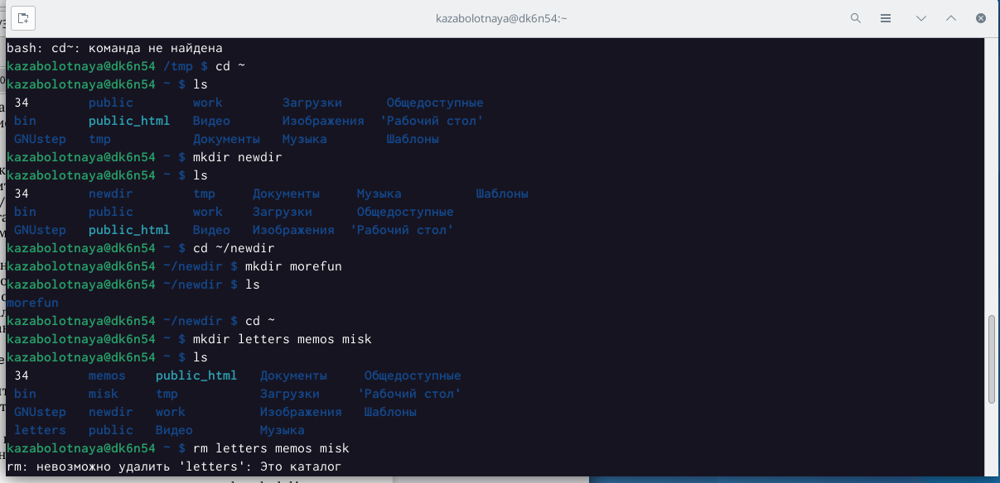 kazabolotnaya@dk6n54:~
bash: cd~: команда не найдена
kazabolotnaya@dk6n54 /tmp $ cd ~
kazabolotnaya@dk6n54 ~ $ ls
34 public work Загрузки Общедоступные
bin public_html Видео Изображения 'Рабочий стол'
GNUstep tmp Документы Музыка Шаблоны
kazabolotnaya@dk6n54 ~ $ mkdir newdir
kazabolotnaya@dk6n54 ~ $ ls
34 newdir tmp Документы Музыка Шаблоны
bin public work Загрузки Общедоступные
GNUstep public_html Видео Изображения 'Рабочий стол'
kazabolotnaya@dk6n54 ~ $ cd ~/newdir
kazabolotnaya@dk6n54 ~/newdir $ mkdir morefun
kazabolotnaya@dk6n54 ~/newdir $ ls
morefun
kazabolotnaya@dk6n54 ~/newdir $ cd ~
kazabolotnaya@dk6n54 ~ $ mkdir letters memos misk
kazabolotnaya@dk6n54 ~ $ ls
34 memos public_html Документы Общедоступные
bin misk tmp Загрузки 'Рабочий стол'
GNUstep newdir work Изображения Шаблоны
letters public Видео Музыка
kazabolotnaya@dk6n54 ~ $ rm letters memos misk
rm: невозможно удалить 'letters': Это каталог